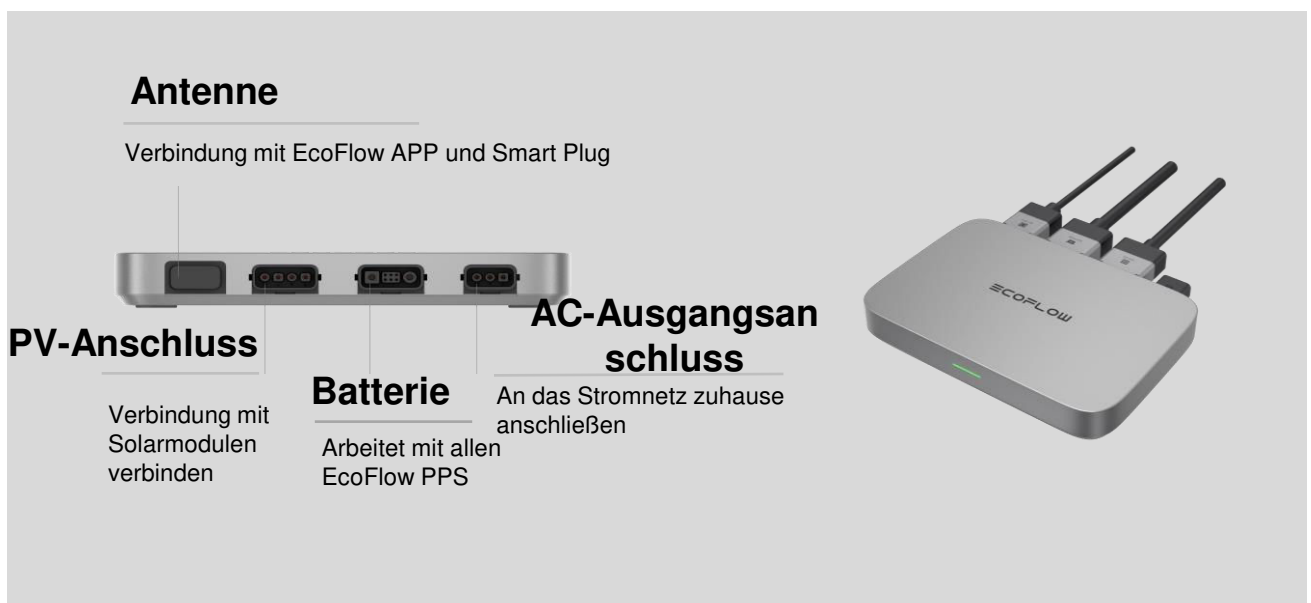 Antenne
Verbindung mit EcoFlow APP und Smart Plug
PV-Anschluss
Verbindung mit
Solarmodulen
verbinden
Batterie
Arbeitet mit allen
EcoFlow PPS
AC-Ausgangsan
schluss
An das Stromnetz zuhause
anschließen
ECOFLOW